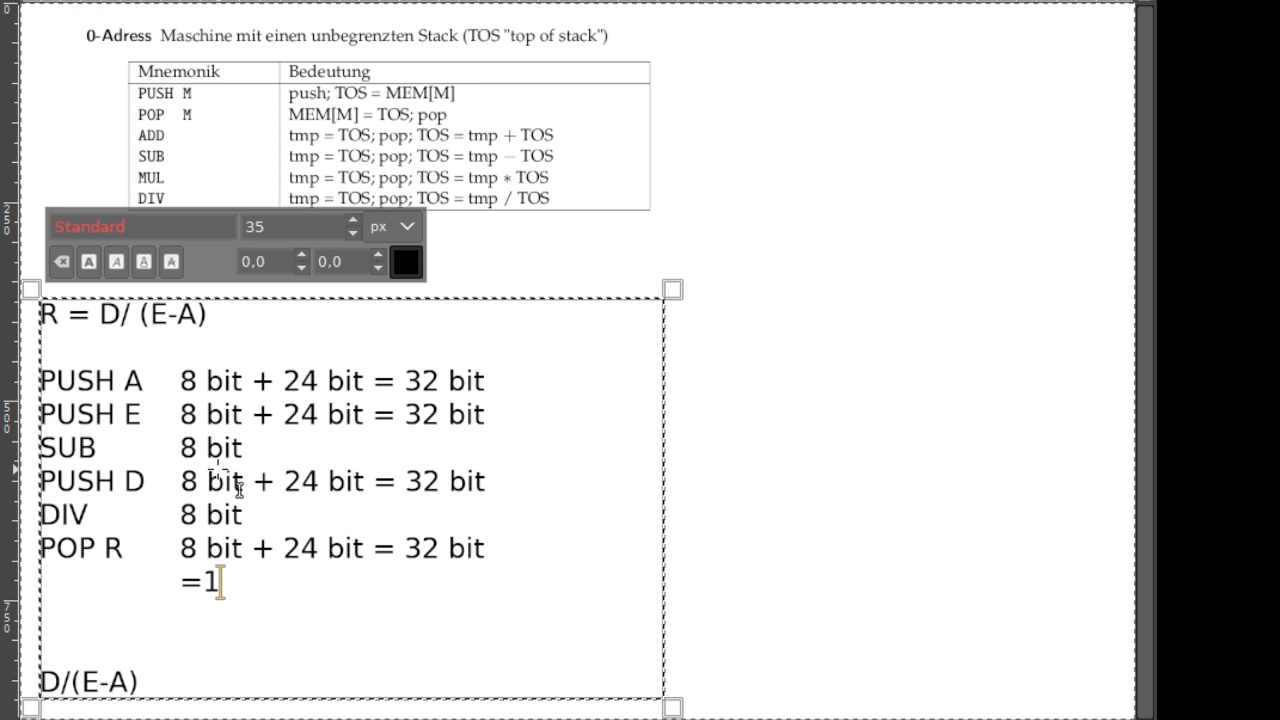 0-Adress Maschine mit einen unbegrenzten Stack (TOS "top of stack")
Mnemonik Bedeutung
PUSH M push; TOS = MEM[M]
POP M MEM[M] = TOS; pop
ADD tmp = TOS; pop; TOS = tmp + TOS
SUB tmp = TOS; pop; TOS = tmp − TOS
MUL tmp = TOS; pop; TOS = tmp ∗ TOS
DIV tmp = TOS; pop; TOS = tmp / TOS
Standard 35 px
A A A A 0,0 0,0
R = D/ (E-A)
PUSH A 8 bit + 24 bit = 32 bit
PUSH E 8 bit + 24 bit = 32 bit
SUB 8 bit
PUSH D 8 bit + 24 bit = 32 bit
DIV 8 bit
POP R 8 bit + 24 bit = 32 bit
=1
D/(E-A)
0
250
500
750